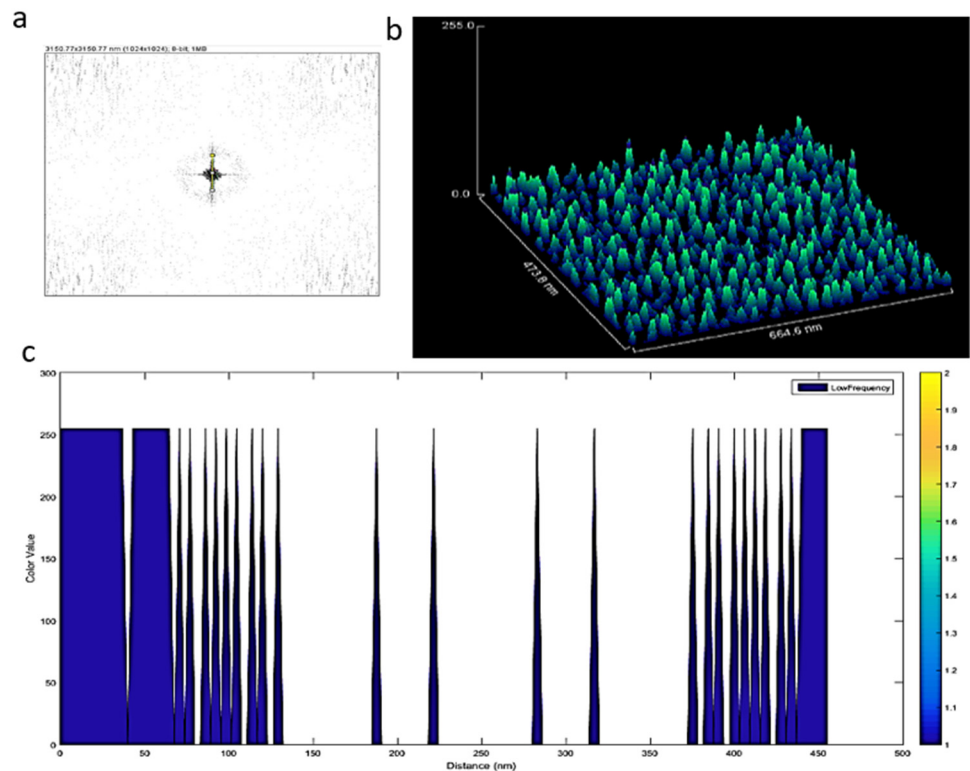 a
3150.77x3150.77 nm (1024x1024); 8-bit, 1MB
b
255.0
0.0
473.8 nm
664.6 nm
c
300
250
200
150
100
50
0
Color Value
LowFrequency
0 50 100 150 200 250 300 350 400 450 500
Distance (nm)
2
1.9
1.8
1.7
1.6
1.5
1.4
1.3
1.2
1.1
1